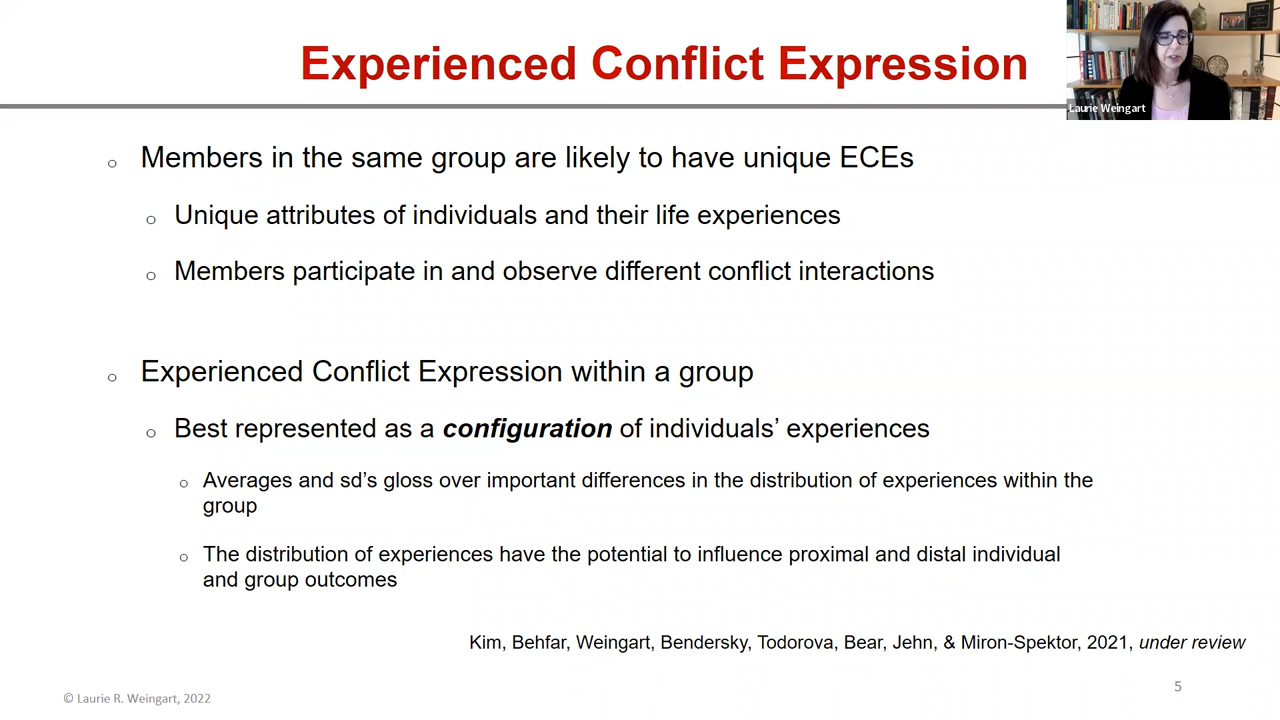 Experienced Conflict Expression
Laurie Weingart
○ Members in the same group are likely to have unique ECEs
○ Unique attributes of individuals and their life experiences
○ Members participate in and observe different conflict interactions
○ Experienced Conflict Expression within a group
○ Best represented as a configuration of individuals’ experiences
○ Averages and sd’s gloss over important differences in the distribution of experiences within the
group
○ The distribution of experiences have the potential to influence proximal and distal individual
and group outcomes
Kim, Behfar, Weingart, Bendersky, Todorova, Bear, Jehn, & Miron-Spektor, 2021, under review
5
© Laurie R. Weingart, 2022